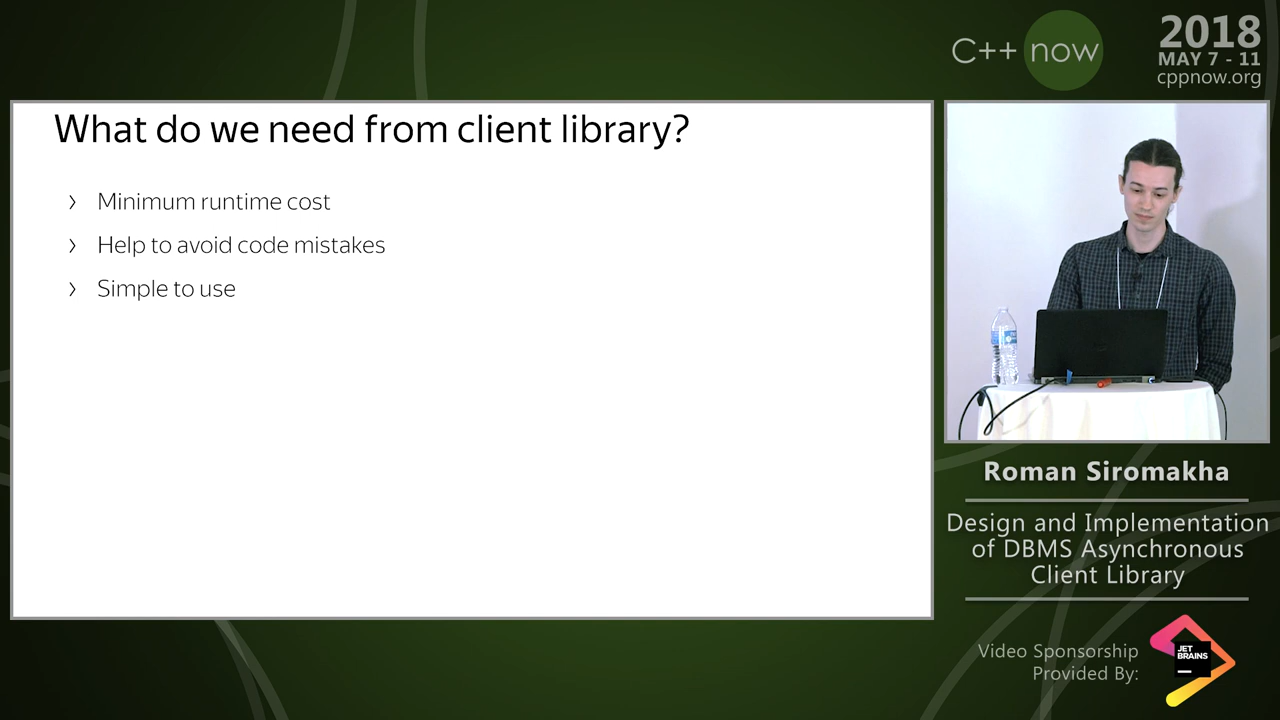 C++ now
2018
MAY 7 - 11
cppnow.org
What do we need from client library?
› Minimum runtime cost
› Help to avoid code mistakes
› Simple to use
Roman Siromakha
Design and Implementation
of DBMS Asynchronous
Client Library
Video Sponsorship
Provided By:
JET
BRAINS